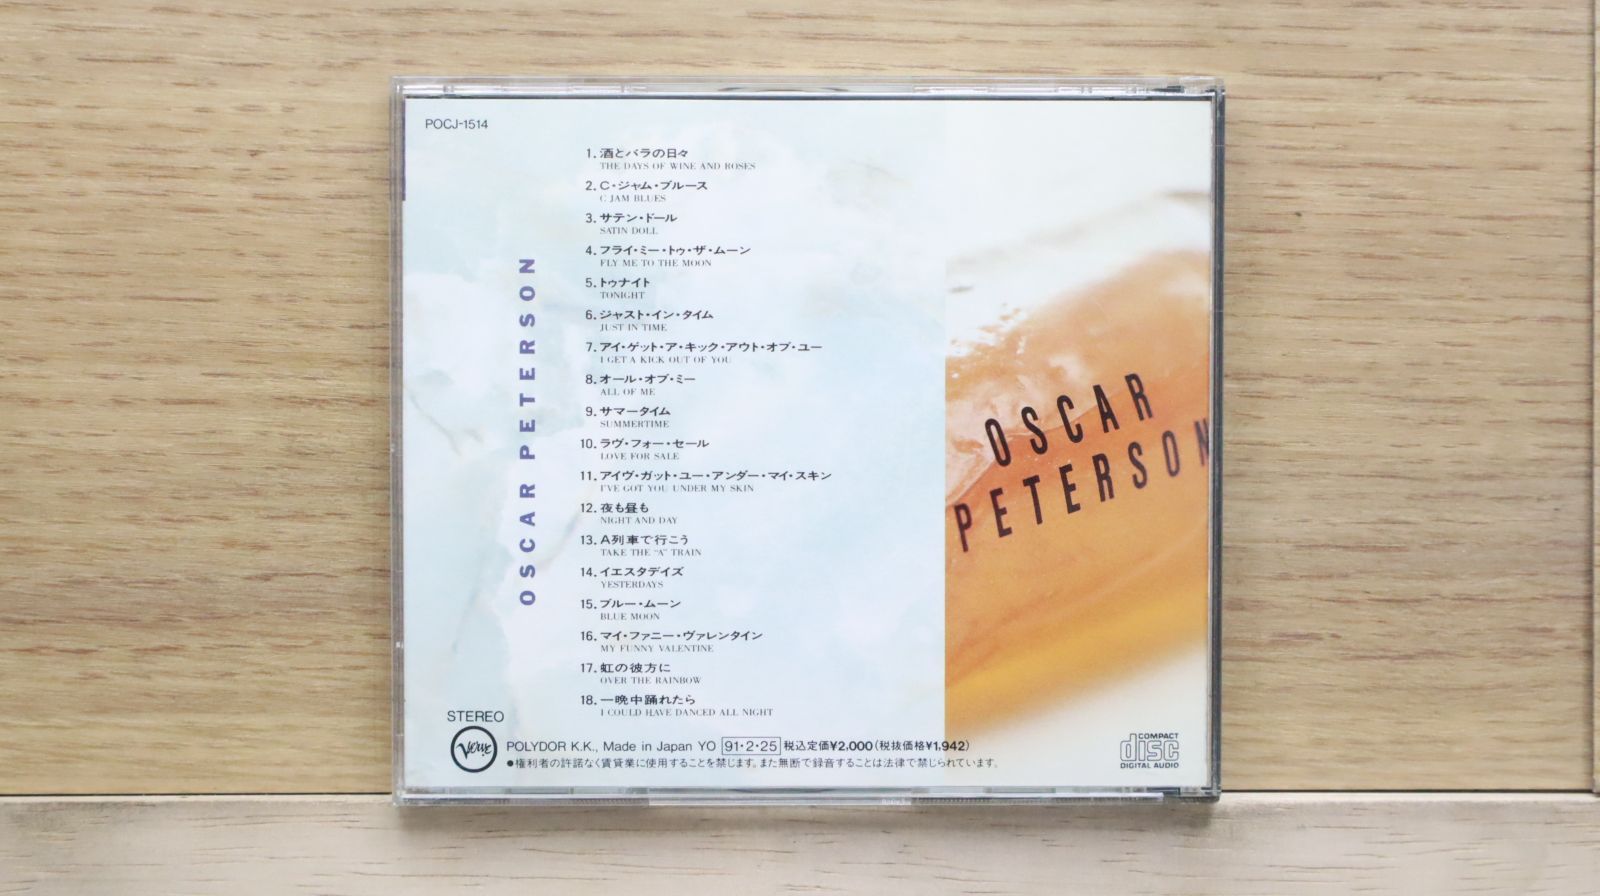 POCJ-1514
1. 酒とバラの日々
THE DAYS OF WINE AND ROSES
2. C・ジャム・ブルース
C JAM BLUES
3. サテン・ドール
SATIN DOLL
4. フライ・ミー・トゥ・ザ・ムーン
FLY ME TO THE MOON
5. トゥナイト
TONIGHT
6. ジャスト・イン・タイム
JUST IN TIME
7. アイ・ゲット・ア・キック・アウト・オブ・ユー
I GET A KICK OUT OF YOU
8. オール・オブ・ミー
ALL OF ME
9. サマータイム
SUMMERTIME
10. ラヴ・フォー・セール
LOVE FOR SALE
11. アイヴ・ガット・ユー・アンダー・マイ・スキン
I'VE GOT YOU UNDER MY SKIN
12. 夜も昼も
NIGHT AND DAY
13. A列車で行こう
TAKE THE "A" TRAIN
14. イエスタデイズ
YESTERDAYS
15. ブルー・ムーン
BLUE MOON
16. マイ・ファニー・ヴァレンタイン
MY FUNNY VALENTINE
17. 虹の彼方に
OVER THE RAINBOW
18. 一晩中踊れたら
I COULD HAVE DANCED ALL NIGHT
OSCAR PETERSON
OSCAR
PETERSON
STEREO
Verve
POLYDOR K.K., Made in Japan YO 91・2・25 税込定価¥2,000(税抜価格¥1,942)
●権利者の許諾なく賃貸業に使用することを禁じます。また無断で録音することは法律で禁じられています。
COMPACT
disc
DIGITAL AUDIO